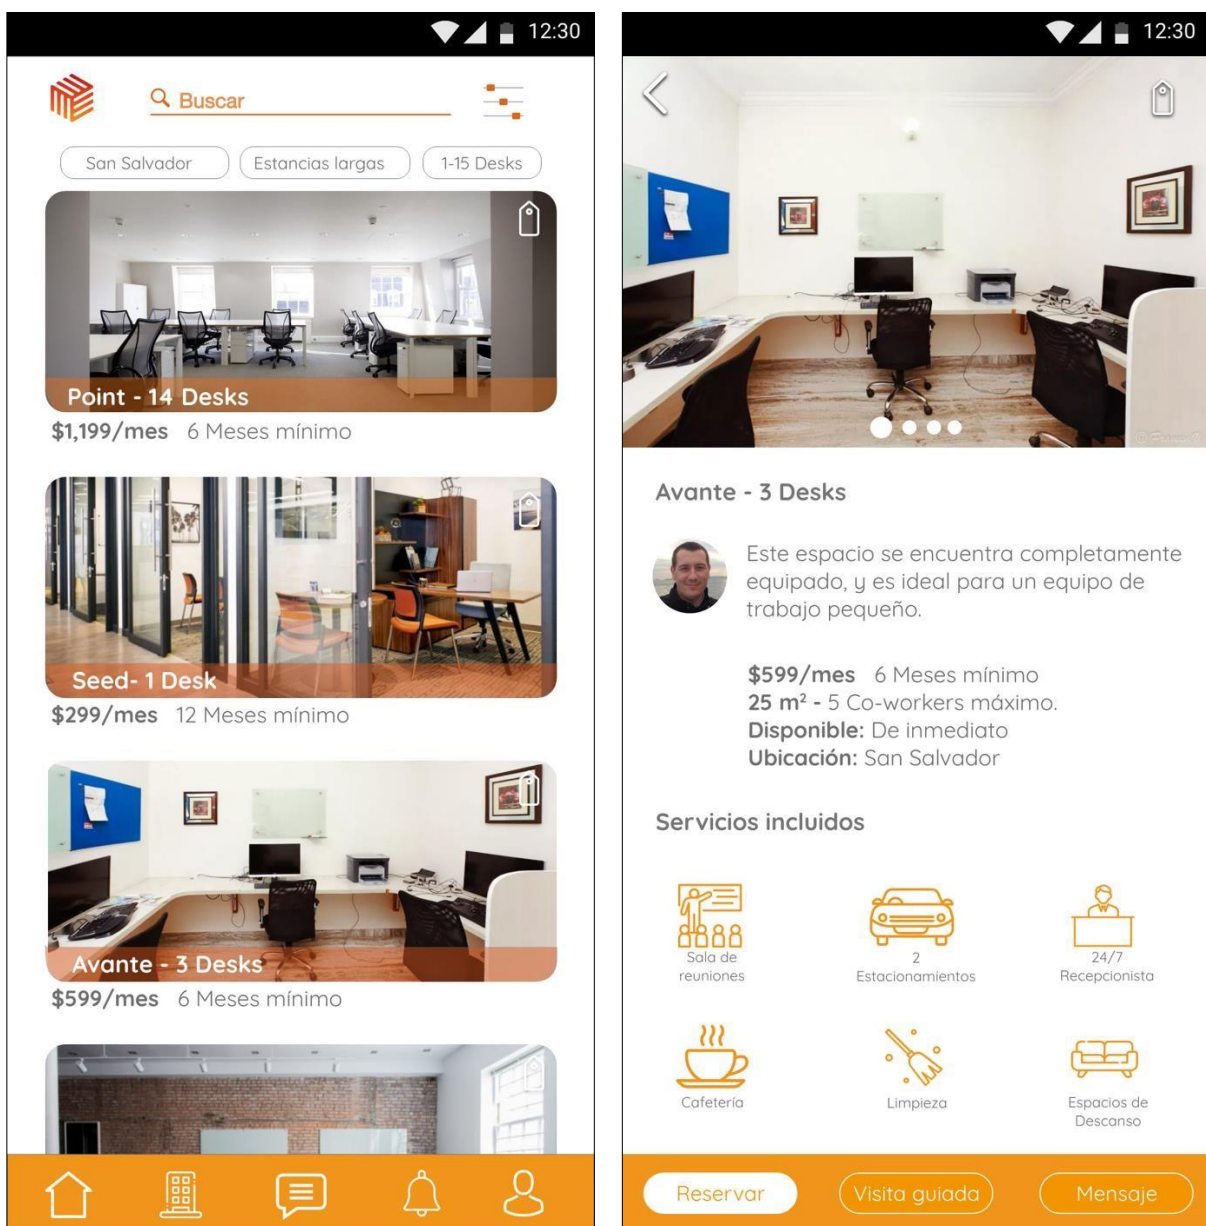 12:30
Buscar
San Salvador
Estancias largas
1-15 Desks
Point - 14 Desks
$1,199/mes 6 Meses mínimo
Seed- 1 Desk
$299/mes 12 Meses mínimo
Avante - 3 Desks
$599/mes 6 Meses mínimo
12:30
Avante - 3 Desks
Este espacio se encuentra completamente
equipado, y es ideal para un equipo de
trabajo pequeño.
$599/mes 6 Meses mínimo
25 m² - 5 Co-workers máximo.
Disponible: De inmediato
Ubicación: San Salvador
Servicios incluidos
Sala de
reuniones
2
Estacionamientos
24/7
Recepcionista
Cafetería
Limpieza
Espacios de
Descanso
Reservar
Visita guiada
Mensaje